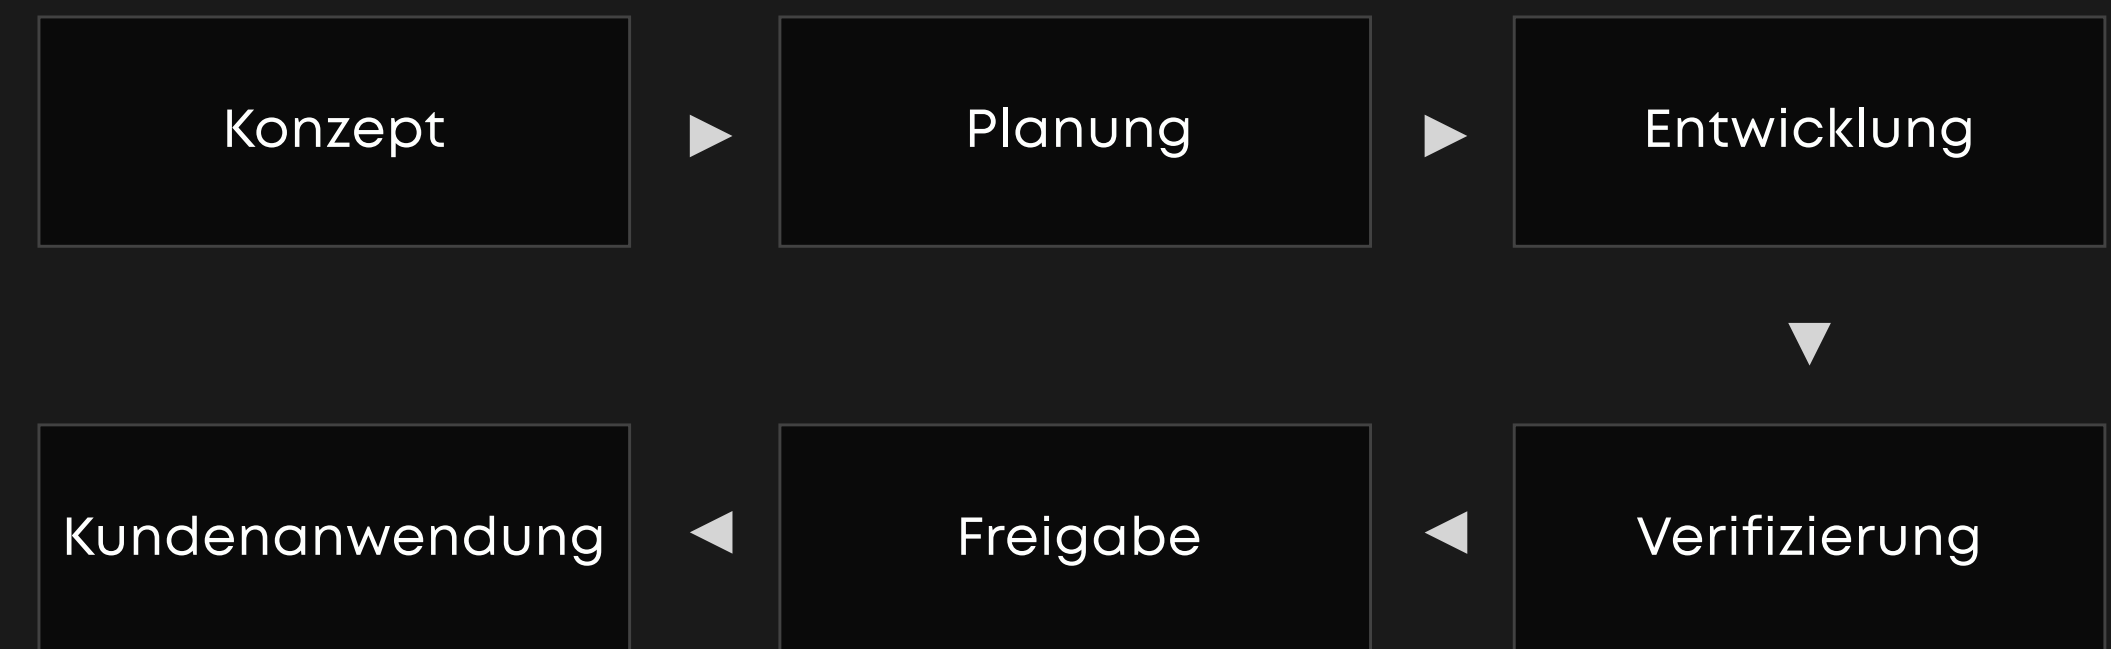 Konzept
Planung
Entwicklung
Verifizierung
Freigabe
Kundenanwendung